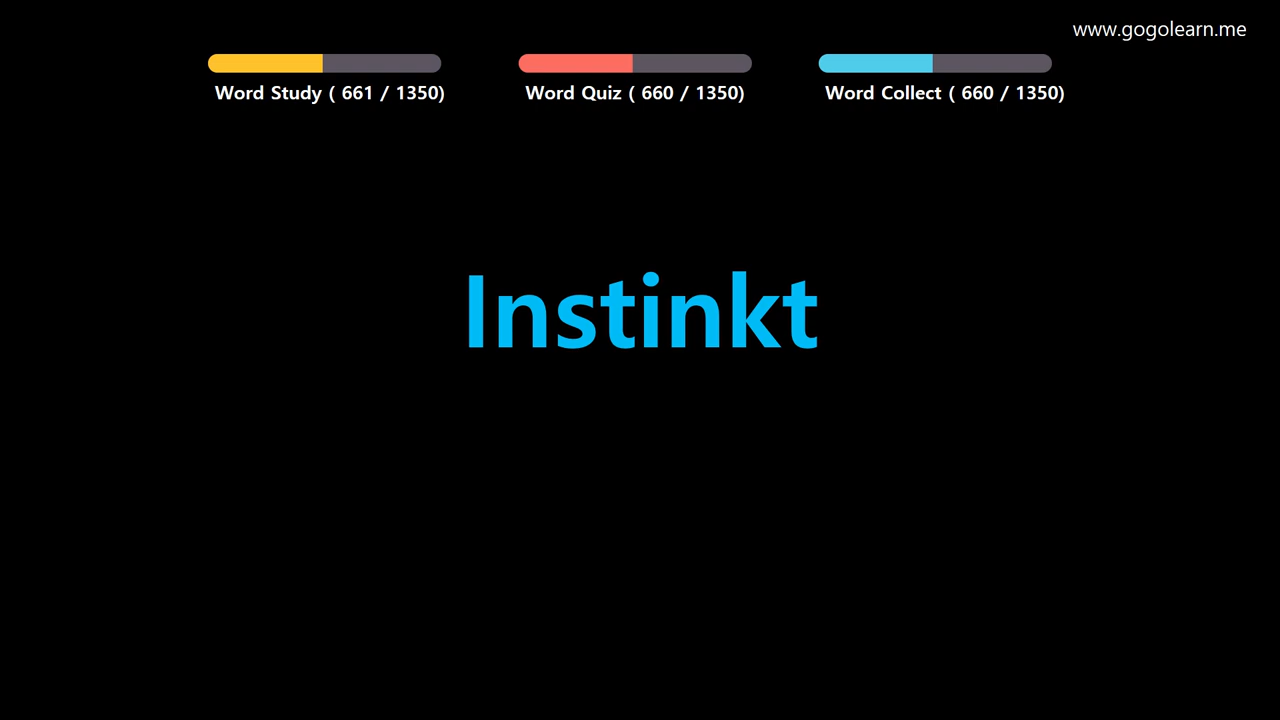 www.gogolearn.me
Word Study ( 661 / 1350)
Word Quiz ( 660 / 1350)
Word Collect ( 660 / 1350)
Instinkt